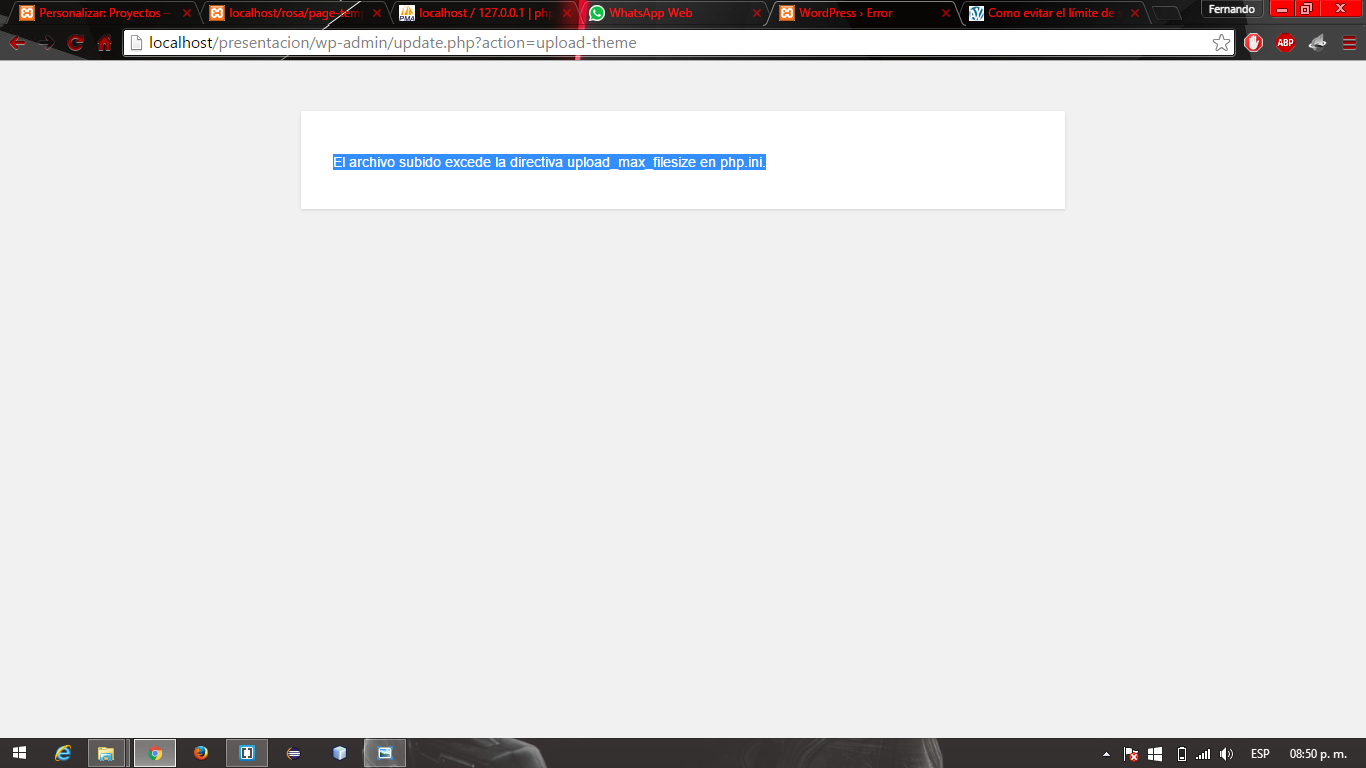 Personalizar: Proyectos –
localhost/rosa/page-tem
localhost / 127.0.0.1 | php
WhatsApp Web
WordPress › Error
Como evitar el límite de
Fernando
localhost/presentacion/wp-admin/update.php?action=upload-theme
ABP
El archivo subido excede la directiva upload_max_filesize en php.ini.
ESP
08:50 p. m.